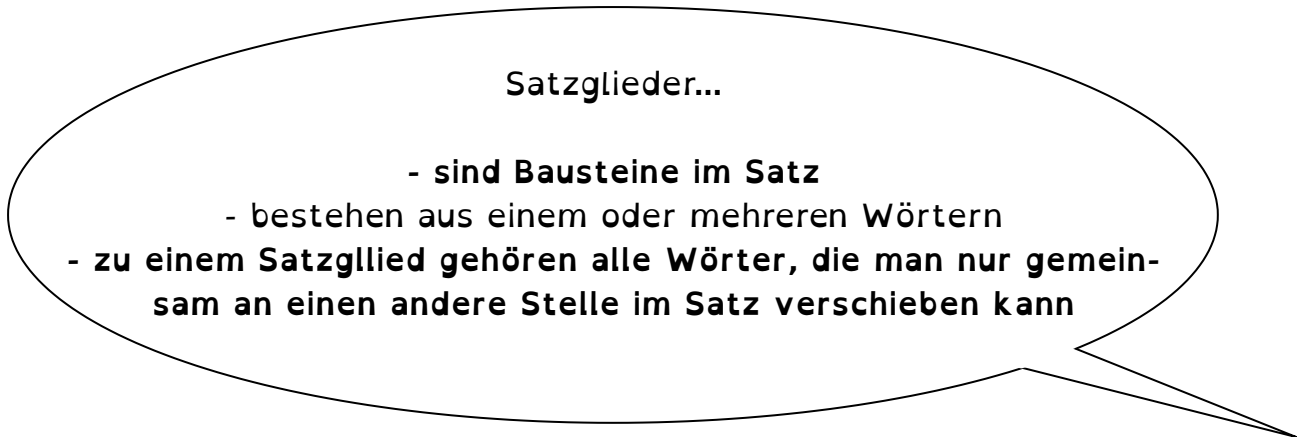 Satzglieder...
- sind Bausteine im Satz
- bestehen aus einem oder mehreren Wörtern
- zu einem Satzgllied gehören alle Wörter, die man nur gemein-
sam an einen andere Stelle im Satz verschieben kann